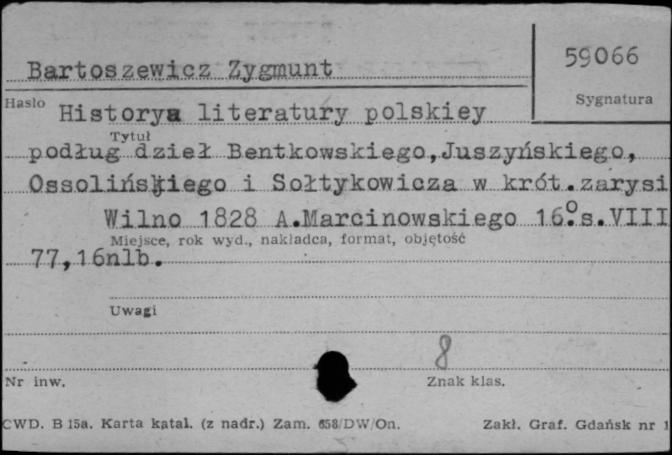 59066
Bartoszewicz Zygmunt
Hasło
Sygnatura
Historya literatury polskiey
Tytuł
podług dzieł Bentkowskiego,Juszyńskiego,
Ossolińskiego i Sołtykowicza w krót.zarysi
Wilno 1828 A.Marcinowskiego 16.° s.VIII
Miejsce, rok wyd., nakładca, format, objętość
77,16nlb.
Uwagi
8
Nr inw.
Znak klas.
CWD. B 15a. Karta katal. (z nadr.) Zam. 658/DW/On. Zakł. Graf. Gdańsk nr 1